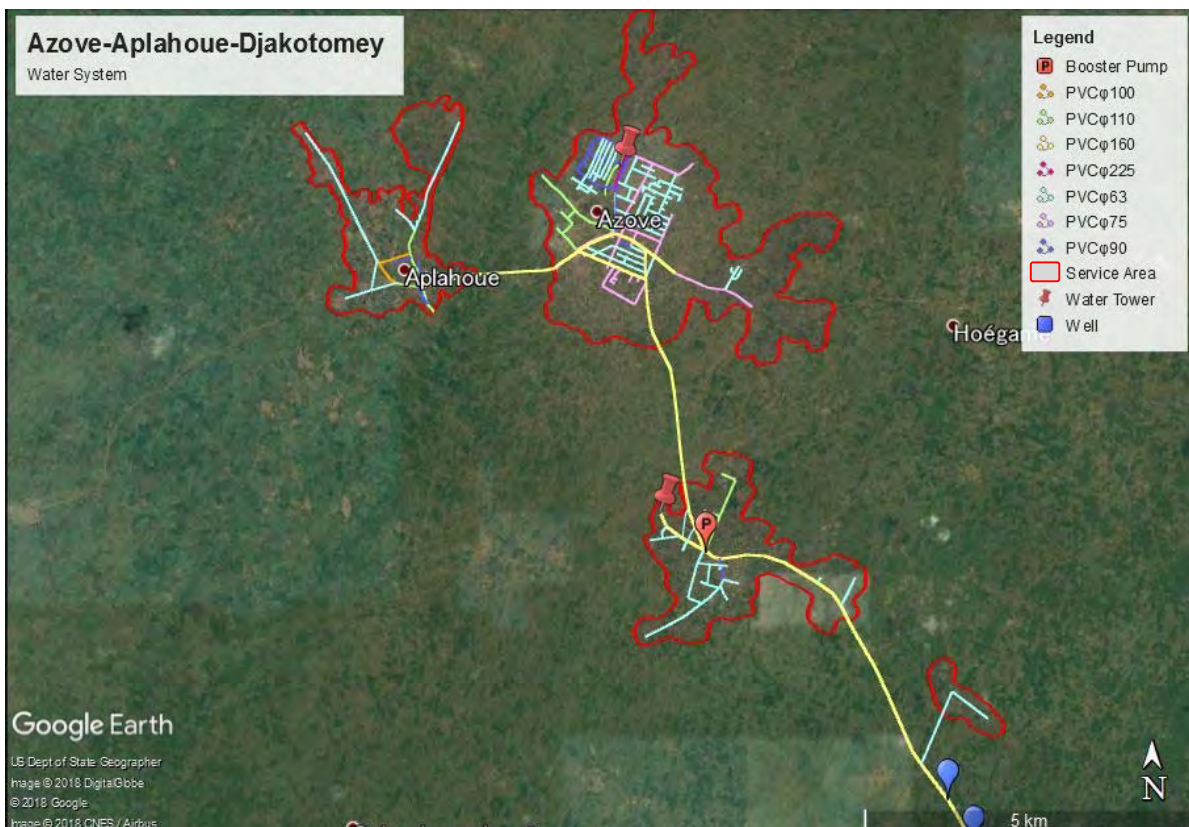 Azove-Aplahoue-Djakotomey
Water System
Legend
P Booster Pump
PVCφ100
PVCφ110
PVCφ160
PVCφ225
PVCφ63
PVCφ75
PVCφ90
Service Area
Water Tower
Well
Azove
Aplahoue
Hoégame
P
Google Earth
US Dept of State Geographer
Image © 2018 DigitalGlobe
© 2018 Google
Image © 2018 CNES / Airbus
N
5 km